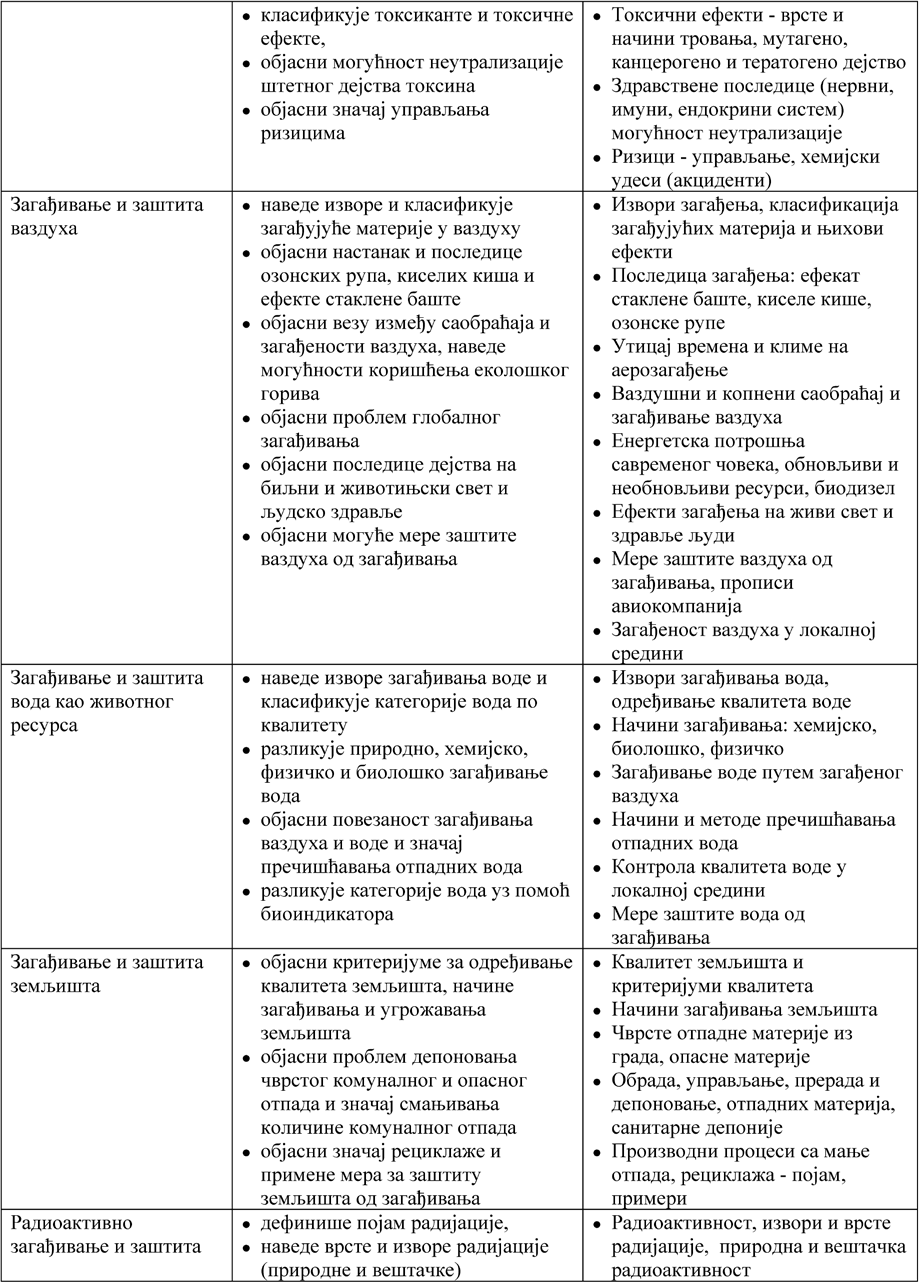 • класификује токсиканте и токсичне
ефекте,
• објасни могућност неутрализације
штетног дејства токсина
• објасни значај управљања
ризицима
• Токсични ефекти - врсте и
начини тровања, мутагено,
канцерогено и тератогено дејство
• Здравствене последице (нервни,
имуни, ендокрини систем)
могућност неутрализације
• Ризици - управљање, хемијски
удеси (акциденти)
Загађивање и заштита
ваздуха
• наведе изворе и класификује
загађујуће материје у ваздуху
• објасни настанак и последице
озонских рупа, киселих киша и
ефекте стаклене баште
• објасни везу између саобраћаја и
загађености ваздуха, наведе
могућности коришћења еколошког
горива
• објасни проблем глобалног
загађивања
• објасни последице дејства на
биљни и животињски свет и
људско здравље
• објасни могуће мере заштите
ваздуха од загађивања
• Извори загађења, класификација
загађујућих материја и њихови
ефекти
• Последица загађења: ефекат
стаклене баште, киселе кише,
озонске рупе
• Утицај времена и климе на
аерозагађење
• Ваздушни и копнени саобраћај и
загађивање ваздуха
• Енергетска потрошња
савременог човека, обновљиви и
необновљиви ресурси, биодизел
• Ефекти загађења на живи свет и
здравље људи
• Мере заштите ваздуха од
загађивања, прописи
авиокомпанија
• Загађеност ваздуха у локалној
средини
Загађивање и заштита
вода као животног
ресурса
• наведе изворе загађивања воде и
класификује категорије вода по
квалитету
• разликује природно, хемијско,
физичко и биолошко загађивање
вода
• објасни повезаност загађивања
ваздуха и воде и значај
пречишћавања отпадних вода
• разликује категорије вода уз помоћ
биоиндикатора
• Извори загађивања вода,
одређивање квалитета воде
• Начини загађивања: хемијско,
биолошко, физичко
• Загађивање воде путем загађеног
ваздуха
• Начини и методе пречишћавања
отпадних вода
• Контрола квалитета воде у
локалној средини
• Мере заштите вода од
загађивања
Загађивање и заштита
земљишта
• објасни критеријуме за одређивање
квалитета земљишта, начине
загађивања и угрожавања
земљишта
• објасни проблем депоновања
чврстог комуналног и опасног
отпада и значај смањивања
количине комуналног отпада
• објасни значај рециклаже и
примене мера за заштиту
земљишта од загађивања
• Квалитет земљишта и
критеријуми квалитета
• Начини загађивања земљишта
• Чврсте отпадне материје из
града, опасне материје
• Обрада, управљање, прерада и
депоновање, отпадних материја,
санитарне депоније
• Производни процеси са мање
отпада, рециклажа - појам,
примери
Радиоактивно
загађивање и заштита
• дефинише појам радијације,
• наведе врсте и изворе радијације
(природне и вештачке)
• Радиоактивност, извори и врсте
радијације, природна и вештачка
радиоактивност